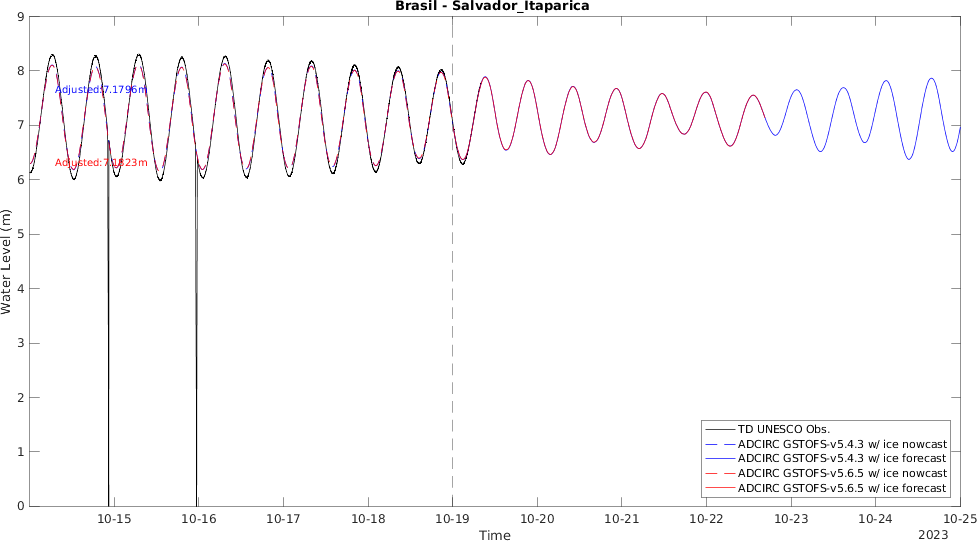 Brasil - Salvador_Itaparica
9
8
7
6
5
4
3
2
1
0
Water Level (m)
Adjusted:7.1796m
Adjusted:7.1823m
TD UNESCO Obs.
ADCIRC GSTOFS-v5.4.3 w/ ice nowcast
ADCIRC GSTOFS-v5.4.3 w/ ice forecast
ADCIRC GSTOFS-v5.6.5 w/ ice nowcast
ADCIRC GSTOFS-v5.6.5 w/ ice forecast
10-15 10-16 10-17 10-18 10-19 10-20 10-21 10-22 10-23 10-24 10-25
Time
2023